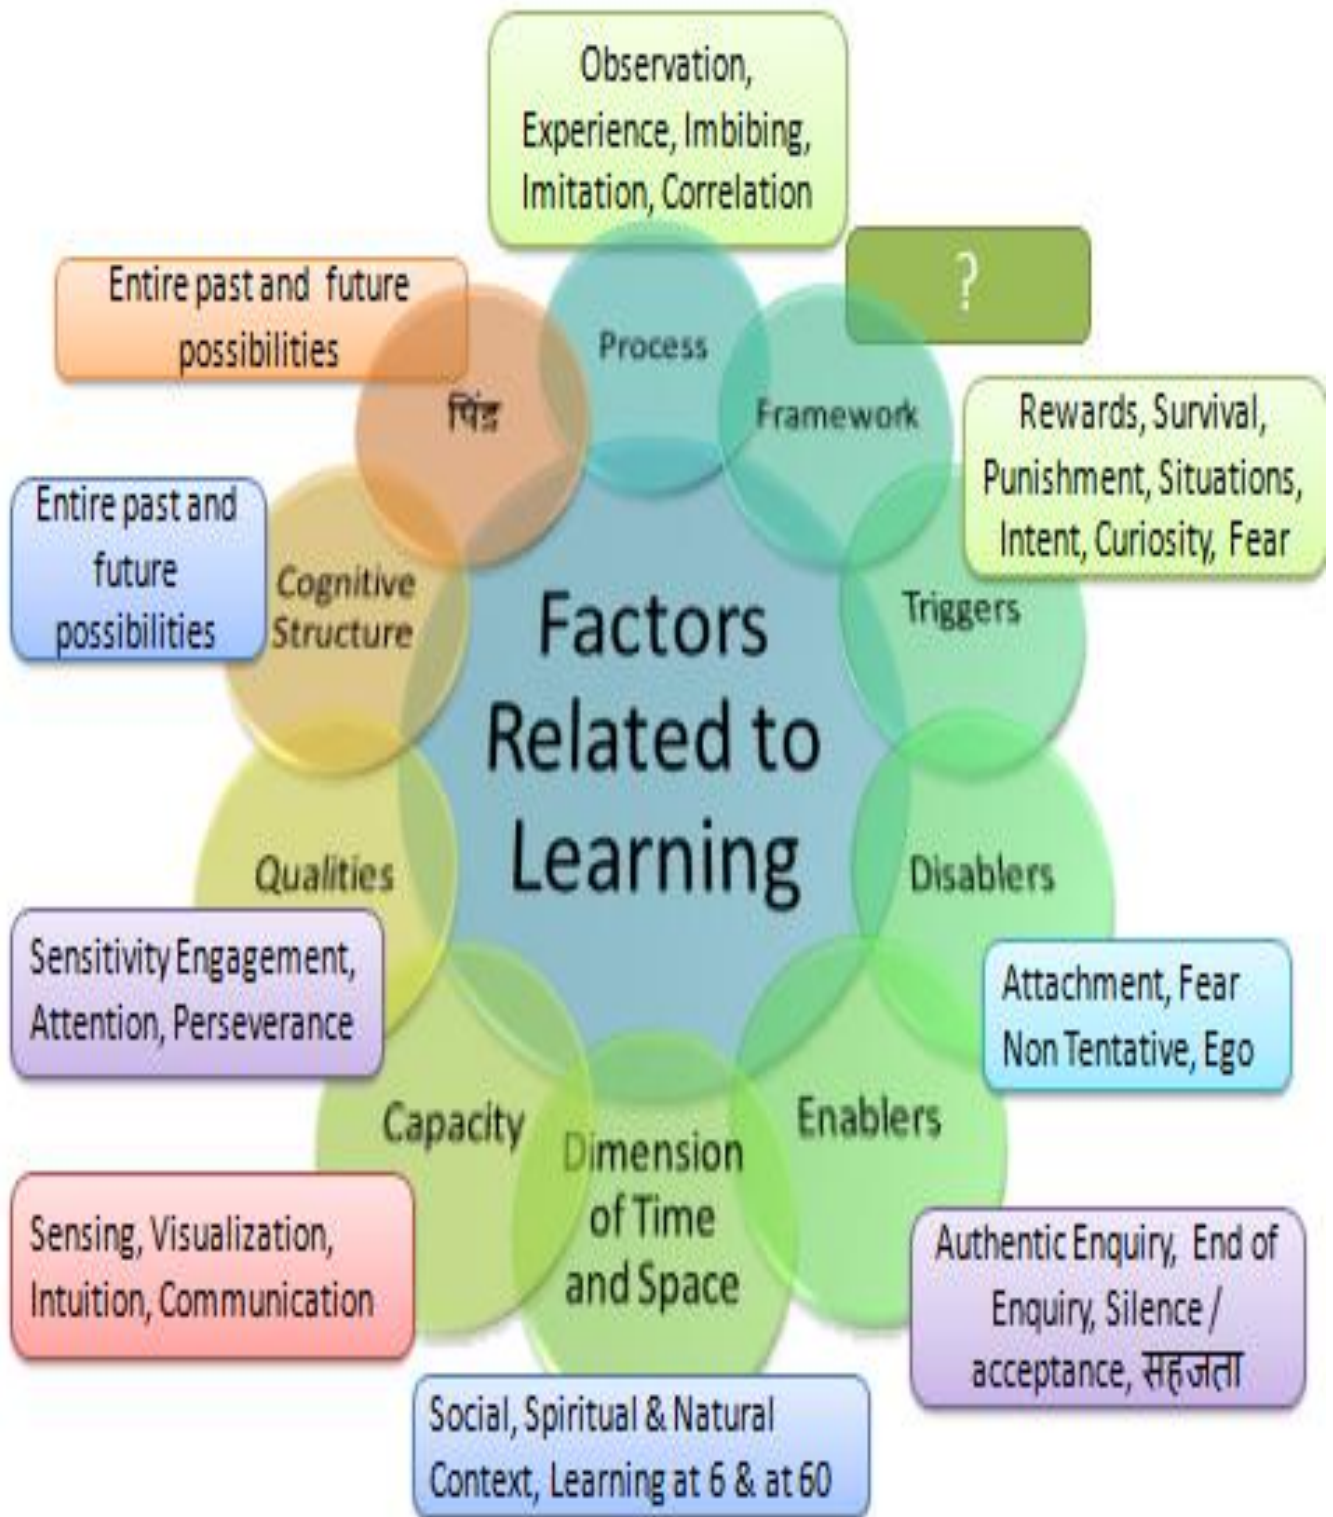 Observation,
Experience, Imbibing,
Imitation, Correlation
?
Entire past and future
possibilities
Process
पिंड
Framework
Rewards, Survival,
Punishment, Situations,
Intent, Curiosity, Fear
Entire past and
future
possibilities
Cognitive
Structure
Triggers
Factors
Related to
Learning
Qualities
Disablers
Sensitivity Engagement,
Attention, Perseverance
Attachment, Fear
Non Tentative, Ego
Capacity
Enablers
Dimension
of Time
and Space
Sensing, Visualization,
Intuition, Communication
Authentic Enquiry, End of
Enquiry, Silence /
acceptance, सहजता
Social, Spiritual & Natural
Context, Learning at 6 & at 60